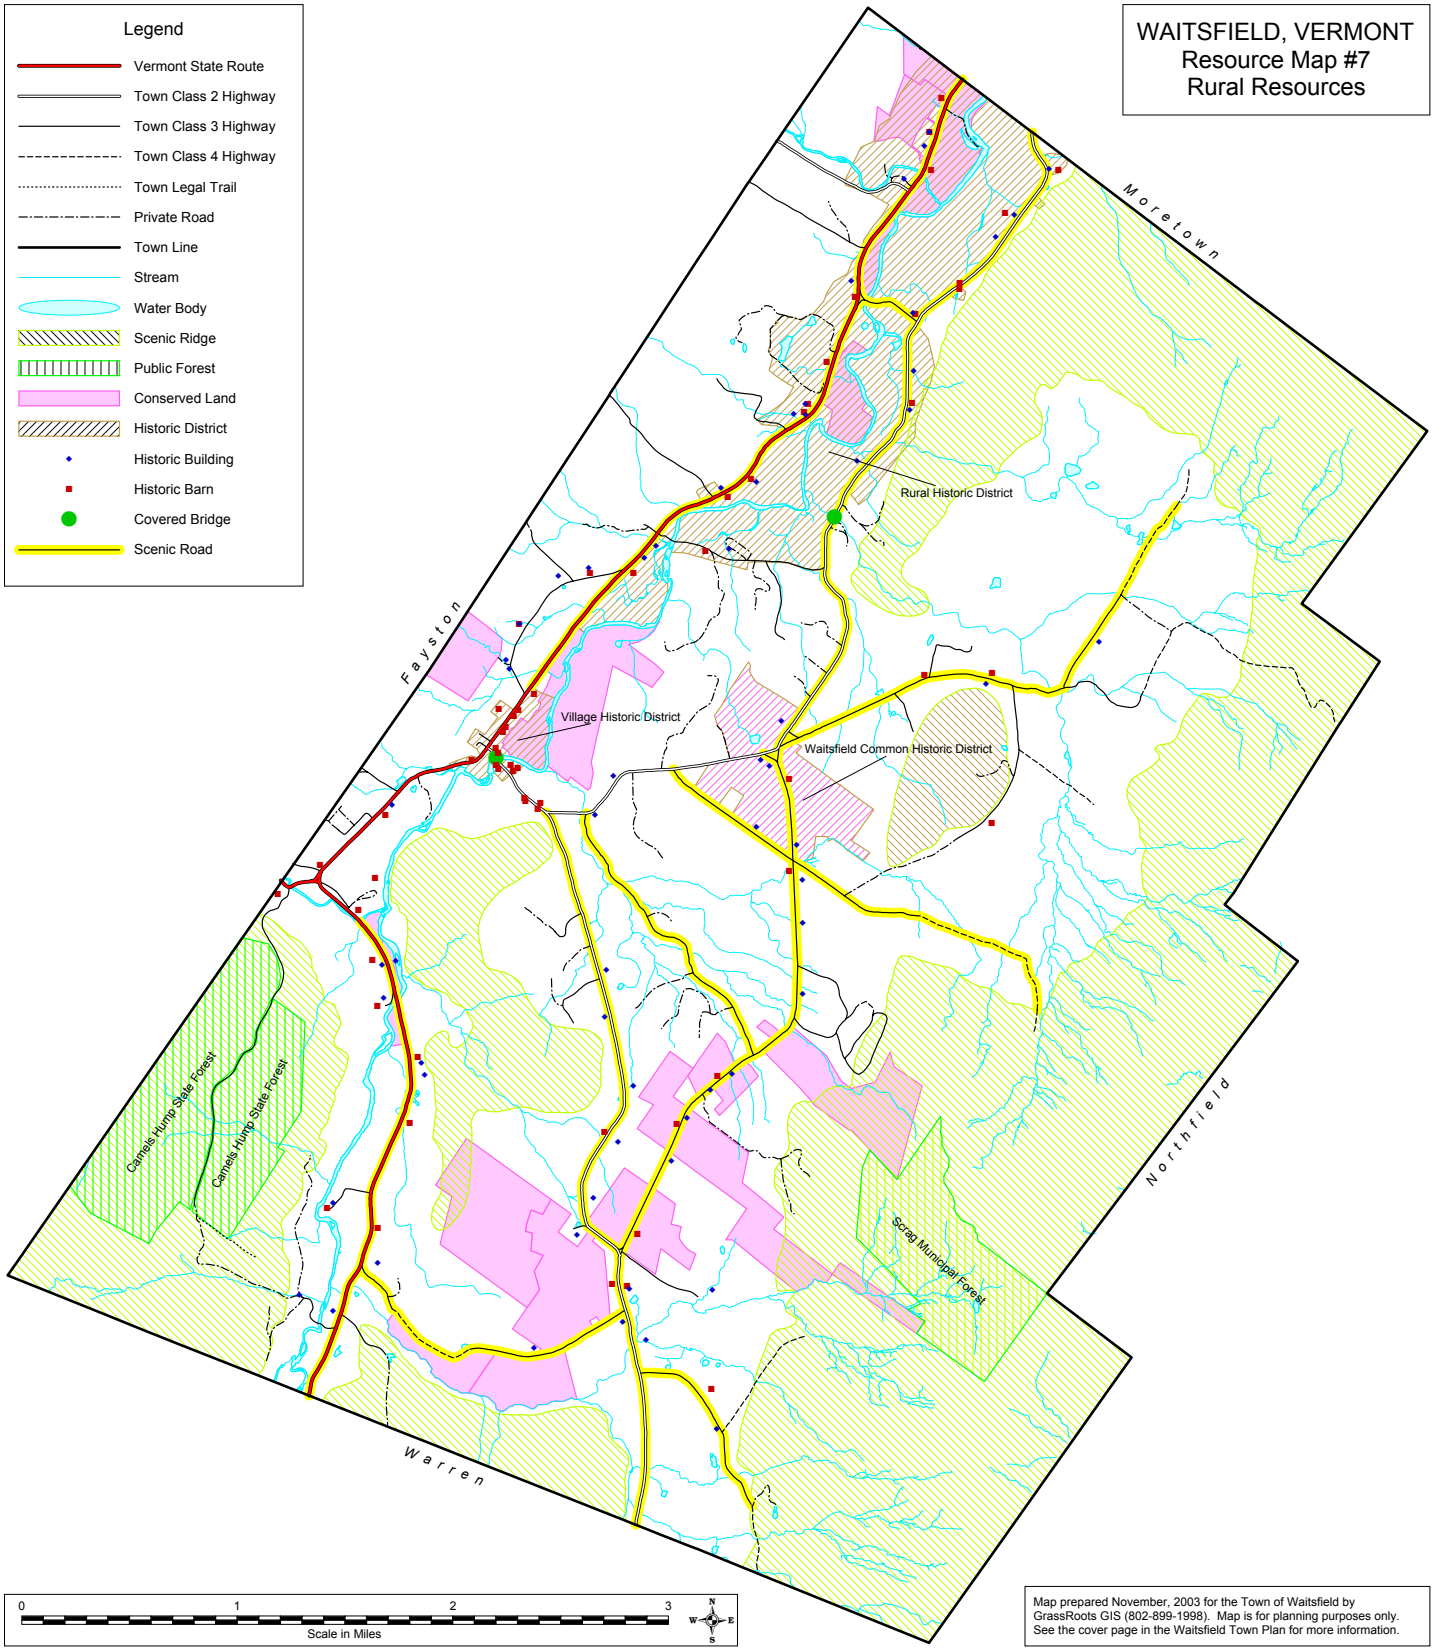 Legend
Vermont State Route
Town Class 2 Highway
Town Class 3 Highway
Town Class 4 Highway
Town Legal Trail
Private Road
Town Line
Stream
Water Body
Scenic Ridge
Public Forest
Conserved Land
Historic District
Historic Building
Historic Barn
Covered Bridge
Scenic Road
WAITSFIELD, VERMONT
Resource Map #7
Rural Resources
Moretown
Rural Historic District
Fayston
Village Historic District
Waitsfield Common Historic District
Camels Hump State Forest
Camels Hump State Forest
Northfield
Scrag Municipal Forest
Warren
0 1 2 3
Scale in Miles
N
W E
S
Map prepared November, 2003 for the Town of Waitsfield by
GrassRoots GIS (802-899-1998). Map is for planning purposes only.
See the cover page in the Waitsfield Town Plan for more information.